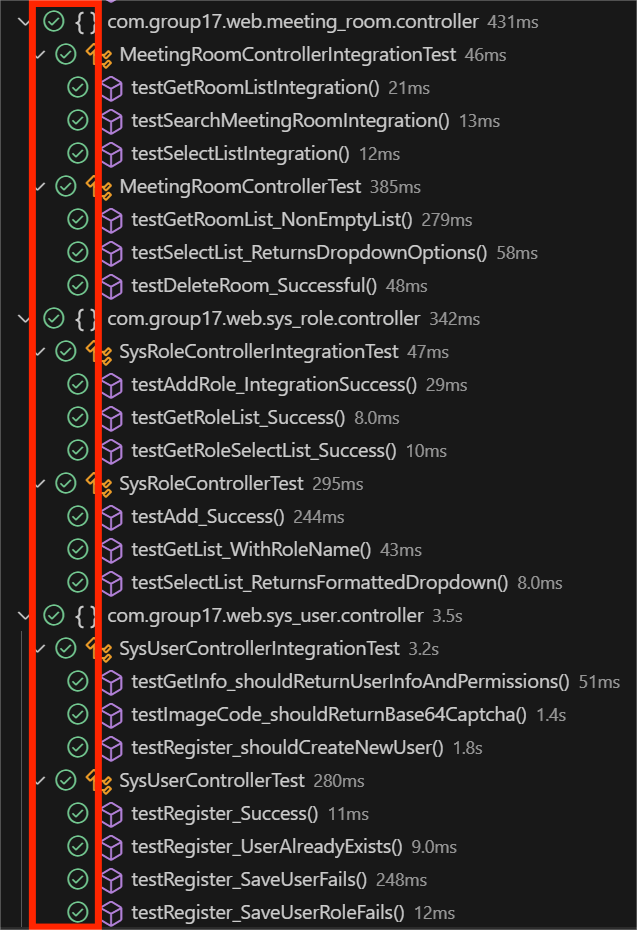 {} com.group17.web.meeting_room.controller 431ms
MeetingRoomControllerIntegrationTest 46ms
testGetRoomListIntegration() 21ms
testSearchMeetingRoomIntegration() 13ms
testSelectListIntegration() 12ms
MeetingRoomControllerTest 385ms
testGetRoomList_NonEmptyList() 279ms
testSelectList_ReturnsDropdownOptions() 58ms
testDeleteRoom_Successful() 48ms
{} com.group17.web.sys_role.controller 342ms
SysRoleControllerIntegrationTest 47ms
testAddRole_IntegrationSuccess() 29ms
testGetRoleList_Success() 8.0ms
testGetRoleSelectList_Success() 10ms
SysRoleControllerTest 295ms
testAdd_Success() 244ms
testGetList_WithRoleName() 43ms
testSelectList_ReturnsFormattedDropdown() 8.0ms
{} com.group17.web.sys_user.controller 3.5s
SysUserControllerIntegrationTest 3.2s
testGetInfo_shouldReturnUserInfoAndPermissions() 51ms
testImageCode_shouldReturnBase64Captcha() 1.4s
testRegister_shouldCreateNewUser() 1.8s
SysUserControllerTest 280ms
testRegister_Success() 11ms
testRegister_UserAlreadyExists() 9.0ms
testRegister_SaveUserFails() 248ms
testRegister_SaveUserRoleFails() 12ms